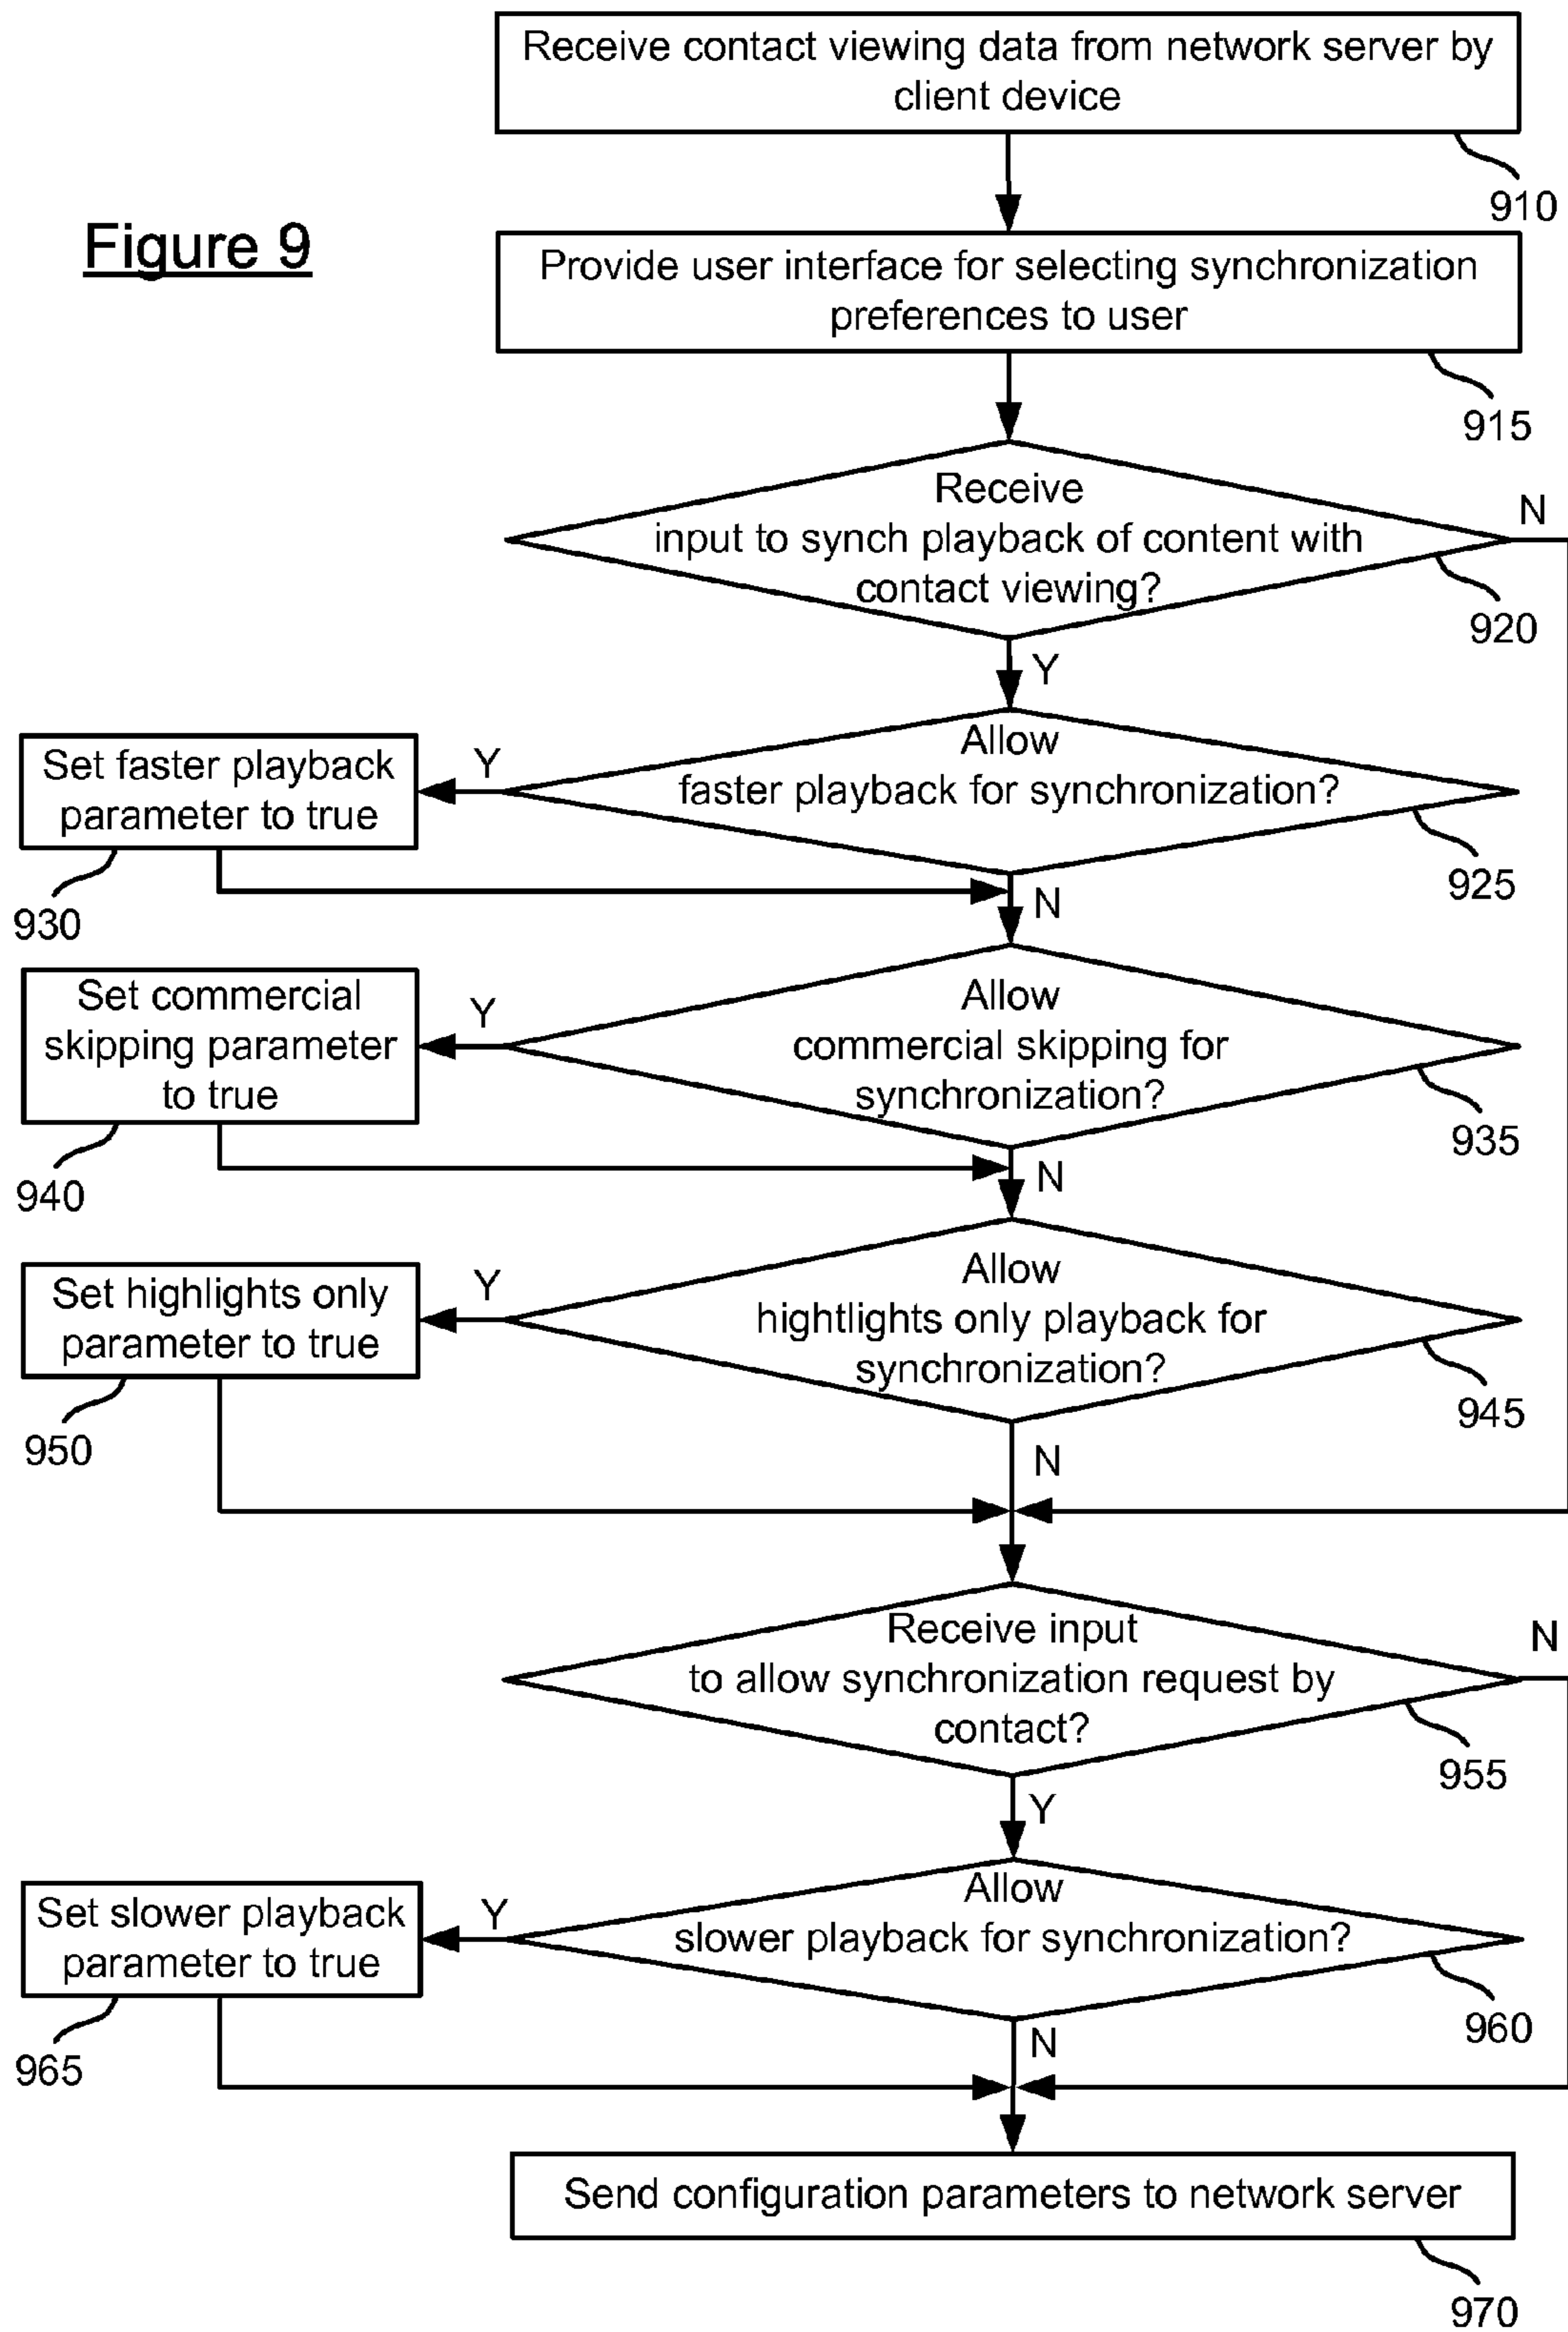 Receive contact viewing data from network server by
client device
910
Figure 9
Provide user interface for selecting synchronization
preferences to user
915
Receive
input to synch playback of content with
contact viewing?
N
920
Y
Allow
faster playback for synchronization?
925
Y
Set faster playback
parameter to true
930
N
Allow
commercial skipping for
synchronization?
935
Y
Set commercial
skipping parameter
to true
940
N
Allow
hightlights only playback for
synchronization?
945
Y
Set highlights only
parameter to true
950
N
Receive input
to allow synchronization request by
contact?
N
955
Y
Allow
slower playback for synchronization?
960
Y
Set slower playback
parameter to true
965
N
Send configuration parameters to network server
970